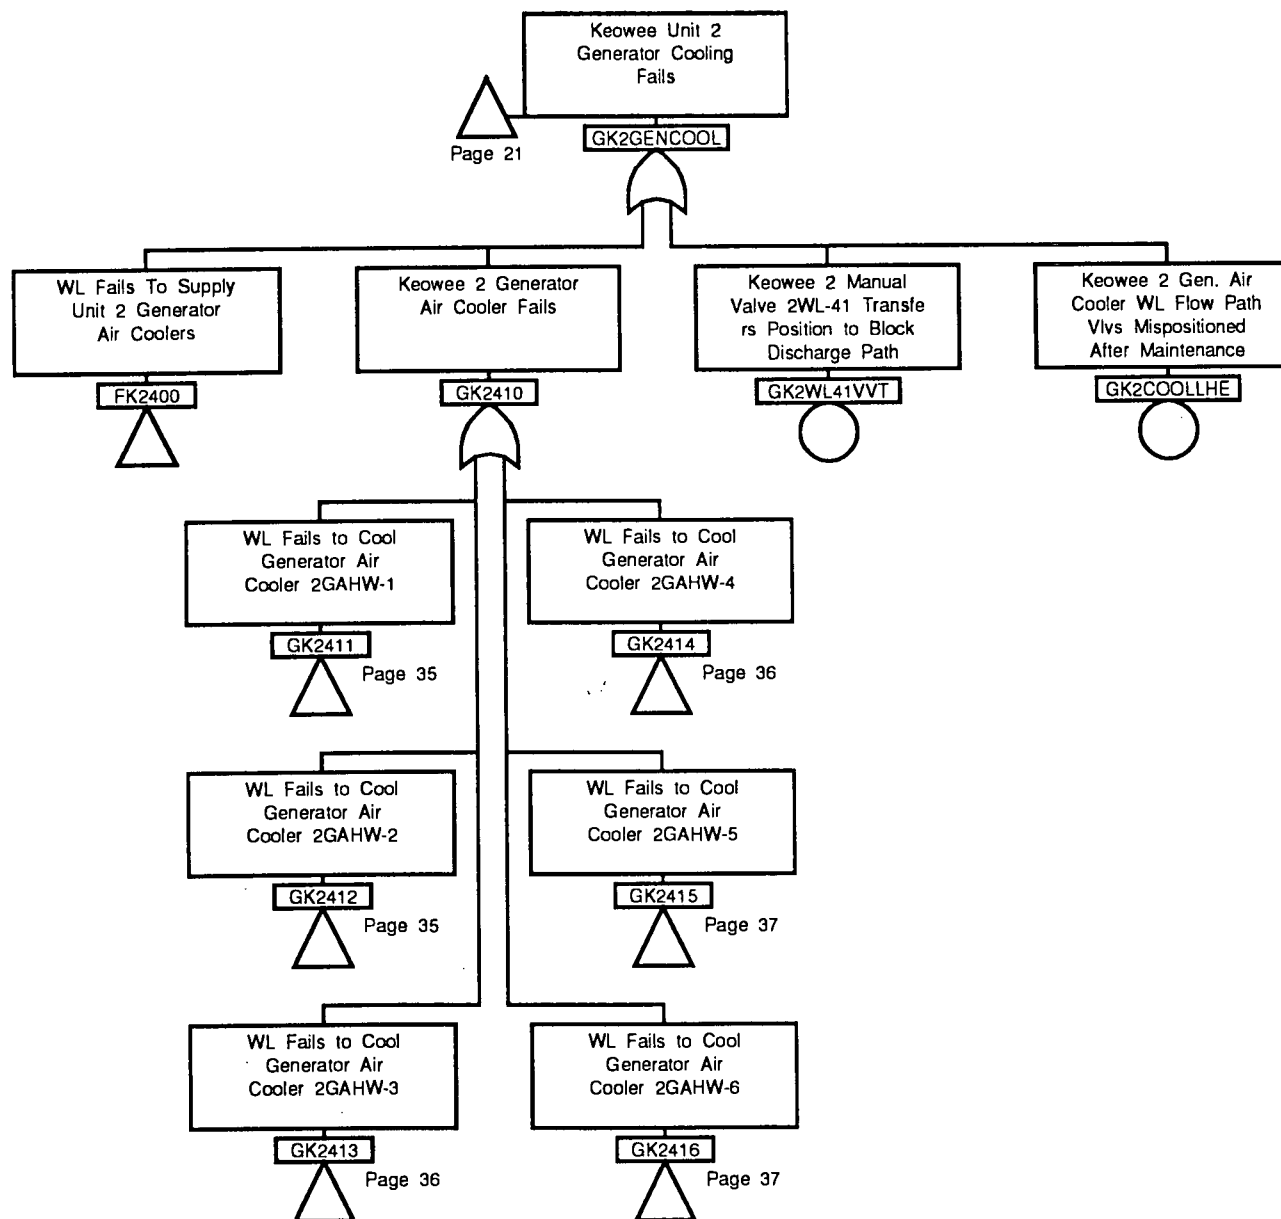 Keowee Unit 2
Generator Cooling
Fails
Page 21
GK2GENCOOL
WL Fails To Supply
Unit 2 Generator
Air Coolers
FK2400
Keowee 2 Generator
Air Cooler Fails
GK2410
Keowee 2 Manual
Valve 2WL-41 Transfe
rs Position to Block
Discharge Path
GK2WL41VVT
Keowee 2 Gen. Air
Cooler WL Flow Path
Vlvs Mispositioned
After Maintenance
GK2COOLLHE
WL Fails to Cool
Generator Air
Cooler 2GAHW-1
GK2411
Page 35
WL Fails to Cool
Generator Air
Cooler 2GAHW-4
GK2414
Page 36
WL Fails to Cool
Generator Air
Cooler 2GAHW-2
GK2412
Page 35
WL Fails to Cool
Generator Air
Cooler 2GAHW-5
GK2415
Page 37
WL Fails to Cool
Generator Air
Cooler 2GAHW-3
GK2413
Page 36
WL Fails to Cool
Generator Air
Cooler 2GAHW-6
GK2416
Page 37